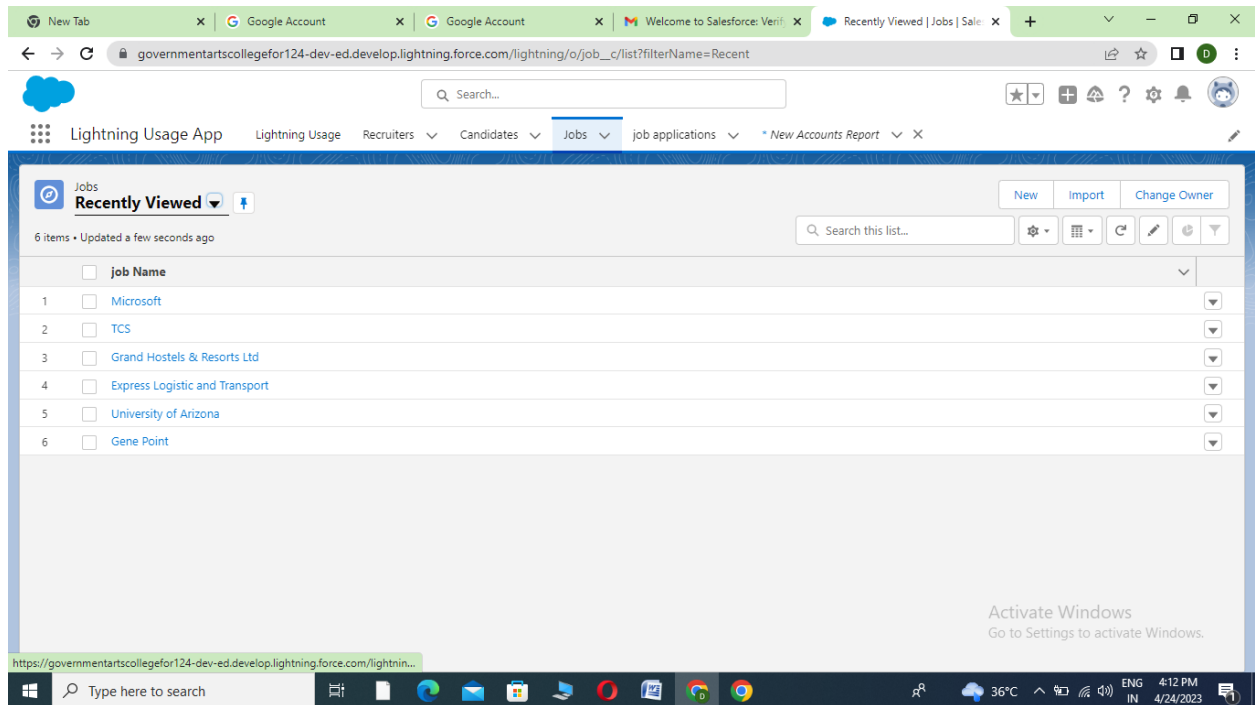 New Tab
Google Account
Google Account
Welcome to Salesforce: Verif
Recently Viewed | Jobs | Sale
governmentartscollegefor124-dev-ed.develop.lightning.force.com/lightning/o/job__c/list?filterName=Recent
D
Search...
Lightning Usage App
Lightning Usage
Recruiters
Candidates
Jobs
job applications
* New Accounts Report
Jobs
Recently Viewed
New
Import
Change Owner
6 items • Updated a few seconds ago
Search this list...
job Name
1 Microsoft
2 TCS
3 Grand Hostels & Resorts Ltd
4 Express Logistic and Transport
5 University of Arizona
6 Gene Point
Activate Windows
Go to Settings to activate Windows.
https://governmentartscollegefor124-dev-ed.develop.lightning.force.com/lightnin...
Type here to search
36°C
ENG
IN
4:12 PM
4/24/2023